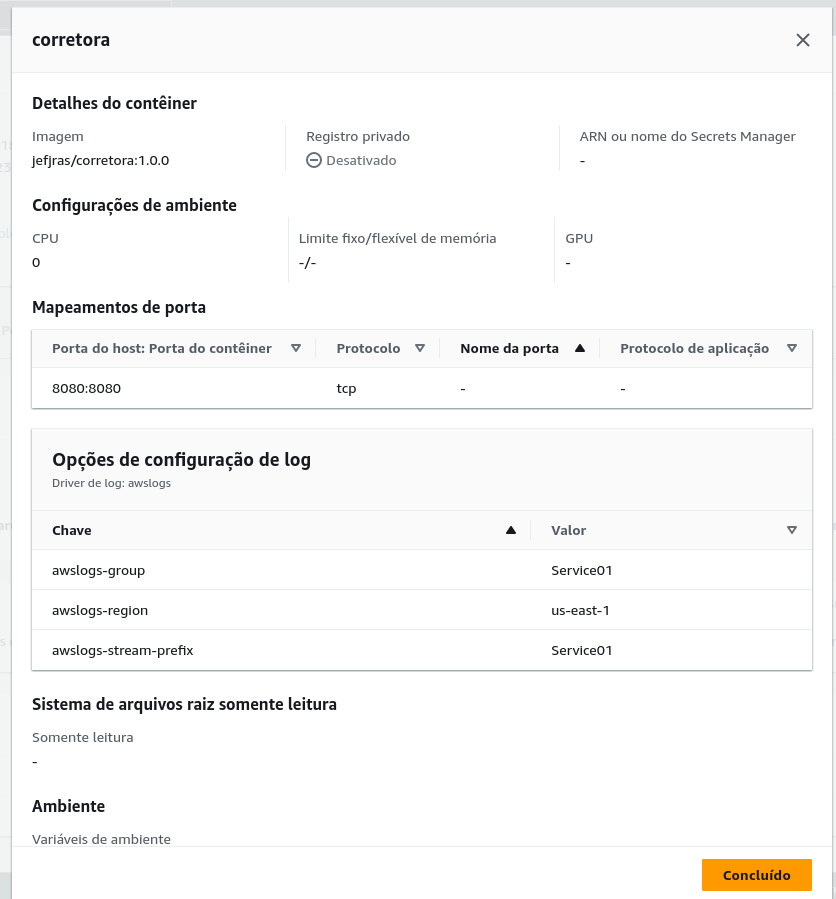 corretora
Detalhes do contêiner
Imagem
jefjras/corretora:1.0.0
Registro privado
Desativado
ARN ou nome do Secrets Manager
-
Configurações de ambiente
CPU
0
Limite fixo/flexível de memória
-/-
GPU
-
Mapeamentos de porta
Porta do host: Porta do contêiner Protocolo Nome da porta Protocolo de aplicação
8080:8080 tcp - -
Opções de configuração de log
Driver de log: awslogs
Chave Valor
awslogs-group Service01
awslogs-region us-east-1
awslogs-stream-prefix Service01
Sistema de arquivos raiz somente leitura
Somente leitura
-
Ambiente
Variáveis de ambiente
Concluído